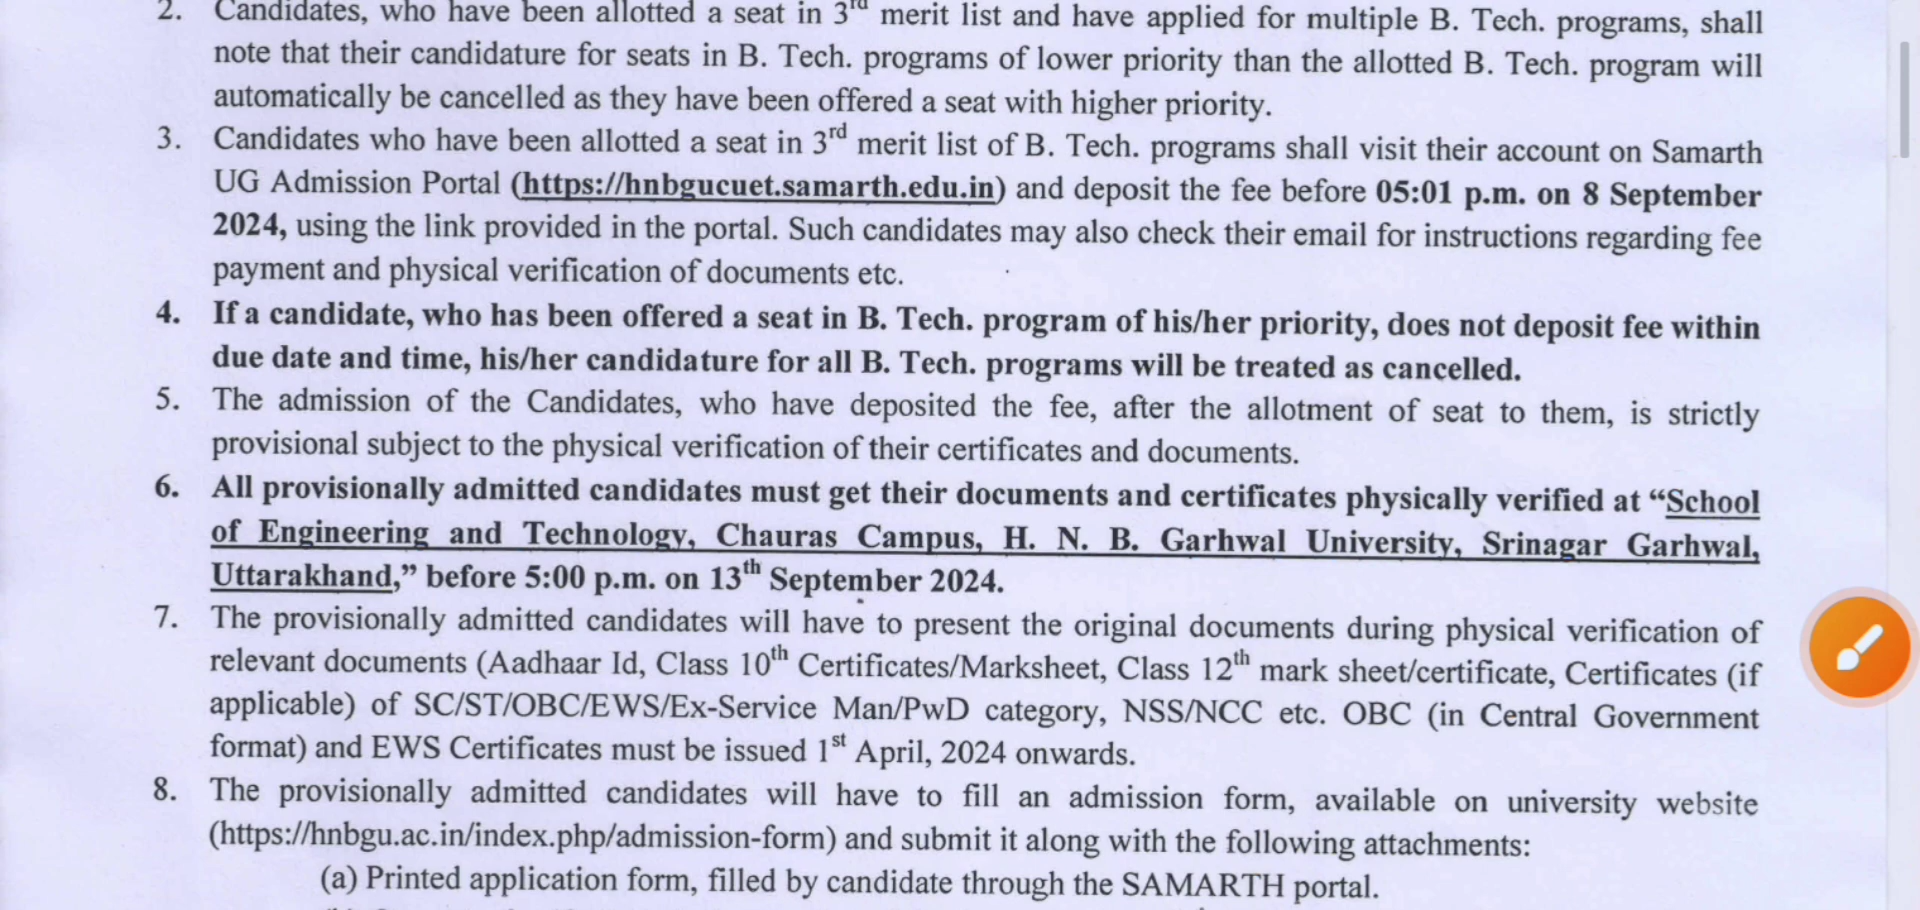 2. Candidates, who have been allotted a seat in 3rd merit list and have applied for multiple B. Tech. programs, shall
note that their candidature for seats in B. Tech. programs of lower priority than the allotted B. Tech. program will
automatically be cancelled as they have been offered a seat with higher priority.
3. Candidates who have been allotted a seat in 3rd merit list of B. Tech. programs shall visit their account on Samarth
UG Admission Portal (https://hnbgucuet.samarth.edu.in) and deposit the fee before 05:01 p.m. on 8 September
2024, using the link provided in the portal. Such candidates may also check their email for instructions regarding fee
payment and physical verification of documents etc.
4. If a candidate, who has been offered a seat in B. Tech. program of his/her priority, does not deposit fee within
due date and time, his/her candidature for all B. Tech. programs will be treated as cancelled.
5. The admission of the Candidates, who have deposited the fee, after the allotment of seat to them, is strictly
provisional subject to the physical verification of their certificates and documents.
6. All provisionally admitted candidates must get their documents and certificates physically verified at “School
of Engineering and Technology, Chauras Campus, H. N. B. Garhwal University, Srinagar Garhwal,
Uttarakhand,” before 5:00 p.m. on 13th September 2024.
7. The provisionally admitted candidates will have to present the original documents during physical verification of
relevant documents (Aadhaar Id, Class 10th Certificates/Marksheet, Class 12th mark sheet/certificate, Certificates (if
applicable) of SC/ST/OBC/EWS/Ex-Service Man/PwD category, NSS/NCC etc. OBC (in Central Government
format) and EWS Certificates must be issued 1st April, 2024 onwards.
8. The provisionally admitted candidates will have to fill an admission form, available on university website
(https://hnbgu.ac.in/index.php/admission-form) and submit it along with the following attachments:
(a) Printed application form, filled by candidate through the SAMARTH portal.